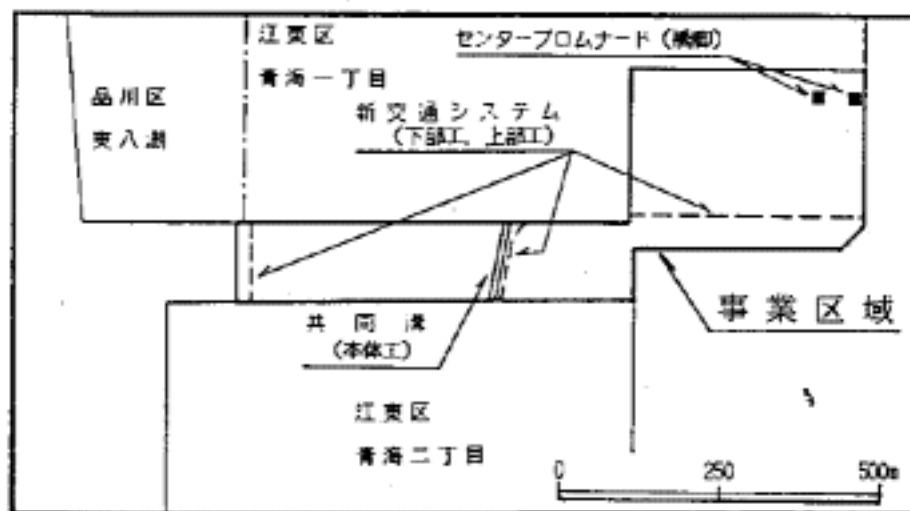 江東区
青海一丁目
センタープロムナード（橋脚）
品川区
東八潮
新交通システム
（下部工，上部工）
共同溝
（本体工）
事業区域
江東区
青海二丁目
0 250 500m